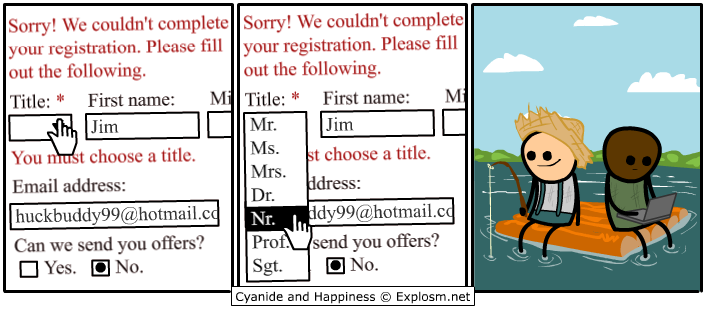 Sorry! We couldn't complete
your registration. Please fill
out the following.
Title: * First name: Mi
Jim
You must choose a title.
Email address:
huckbuddy99@hotmail.co
Can we send you offers?
Yes. No.
Sorry! We couldn't complete
your registration. Please fill
out the following.
Title: * First name: Mi
Jim
Mr.
Ms.
Mrs.
Dr.
Nr.
Prof.
Sgt.
st choose a title.
ddress:
ddy99@hotmail.co
send you offers?
No.
Cyanide and Happiness © Explosm.net